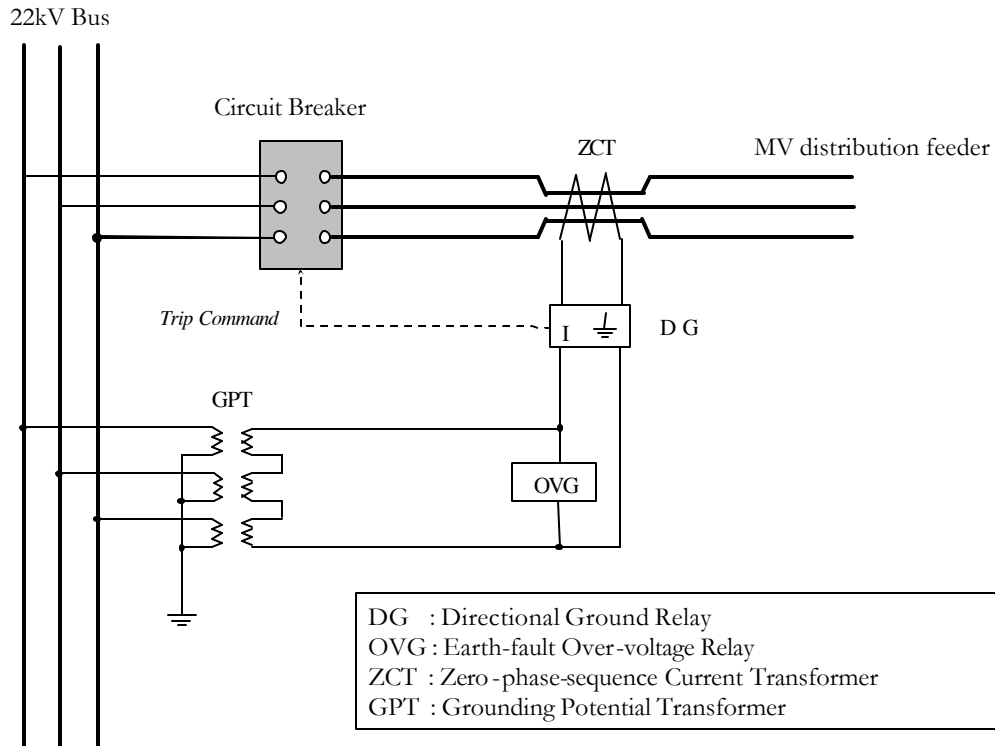 22kV Bus
Circuit Breaker
ZCT
MV distribution feeder
Trip Command
I
D G
GPT
OVG
DG : Directional Ground Relay
OVG : Earth-fault Over-voltage Relay
ZCT : Zero-phase-sequence Current Transformer
GPT : Grounding Potential Transformer